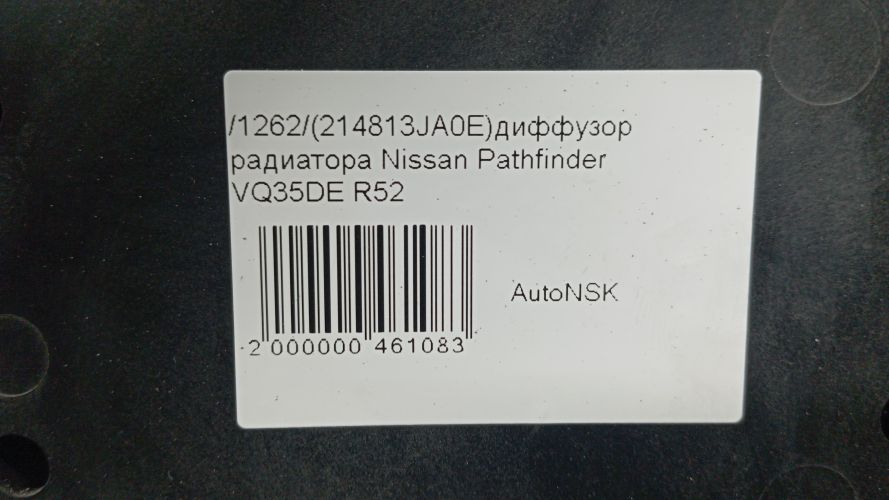 /1262/(214813JA0E)диффузор
радиатора Nissan Pathfinder
VQ35DE R52
AutoNSK
2 000000 461083